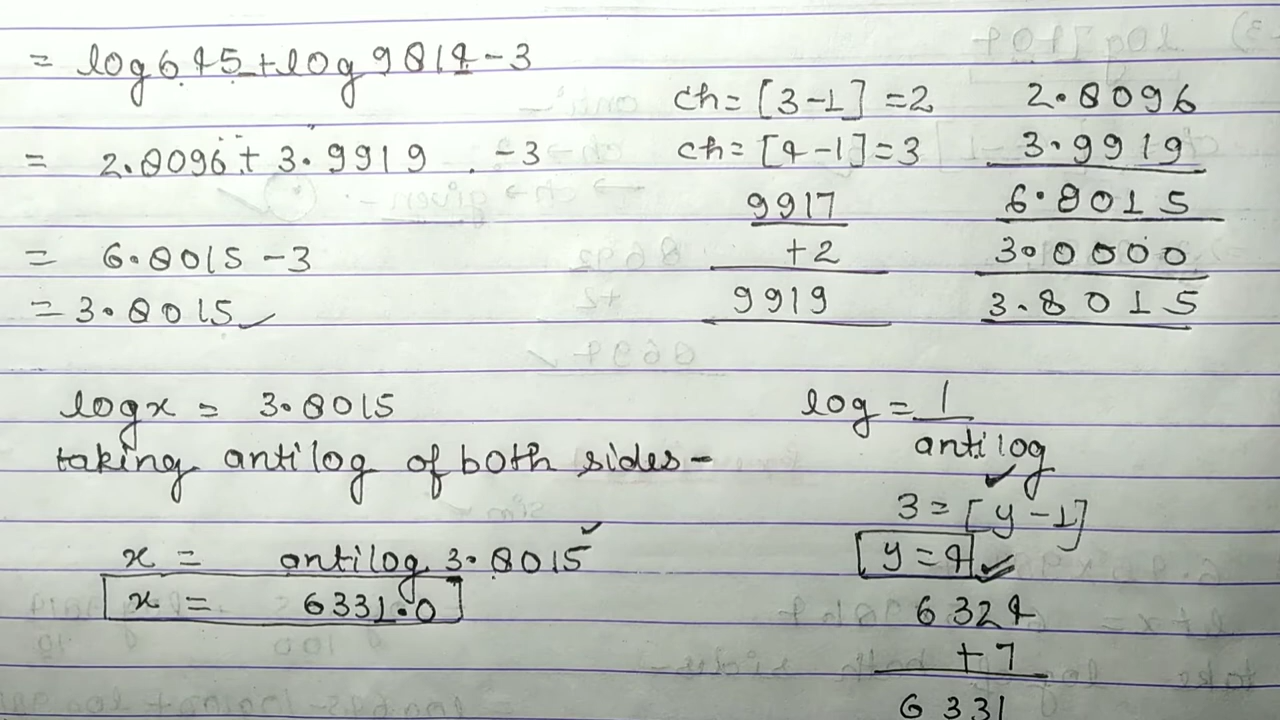 = log 645 + log 9814 - 3
ch = [3-1] = 2
2.8096
= 2.8096 + 3.9919 - 3
ch = [4-1] = 3
3.9919
9917
6.8015
= 6.8015 - 3
+2
3.0000
= 3.8015 ✓
9919
3.8015
log x = 3.8015
log = 1/antilog
taking antilog of both sides -
3 = [y-1]
x = antilog 3.8015
y = 4
x = 6331.0
6324
+7
6331